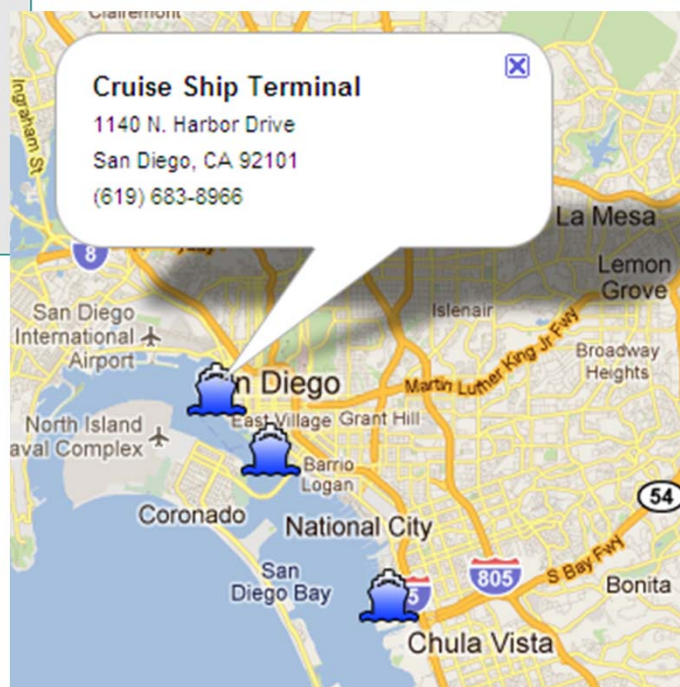 Clairemont
Ingraham St
Cruise Ship Terminal
1140 N. Harbor Drive
San Diego, CA 92101
(619) 683-8966
8
La Mesa
Lemon
Grove
San Diego
International
Airport
Islenair
Martin Luther King Jr Fwy
Broadway
Heights
n Diego
East Village
Grant Hill
North Island
aval Complex
Barrio
Logan
54
Coronado
National City
San
Diego Bay
5
805
S Bay Fwy
Bonita
Chula Vista